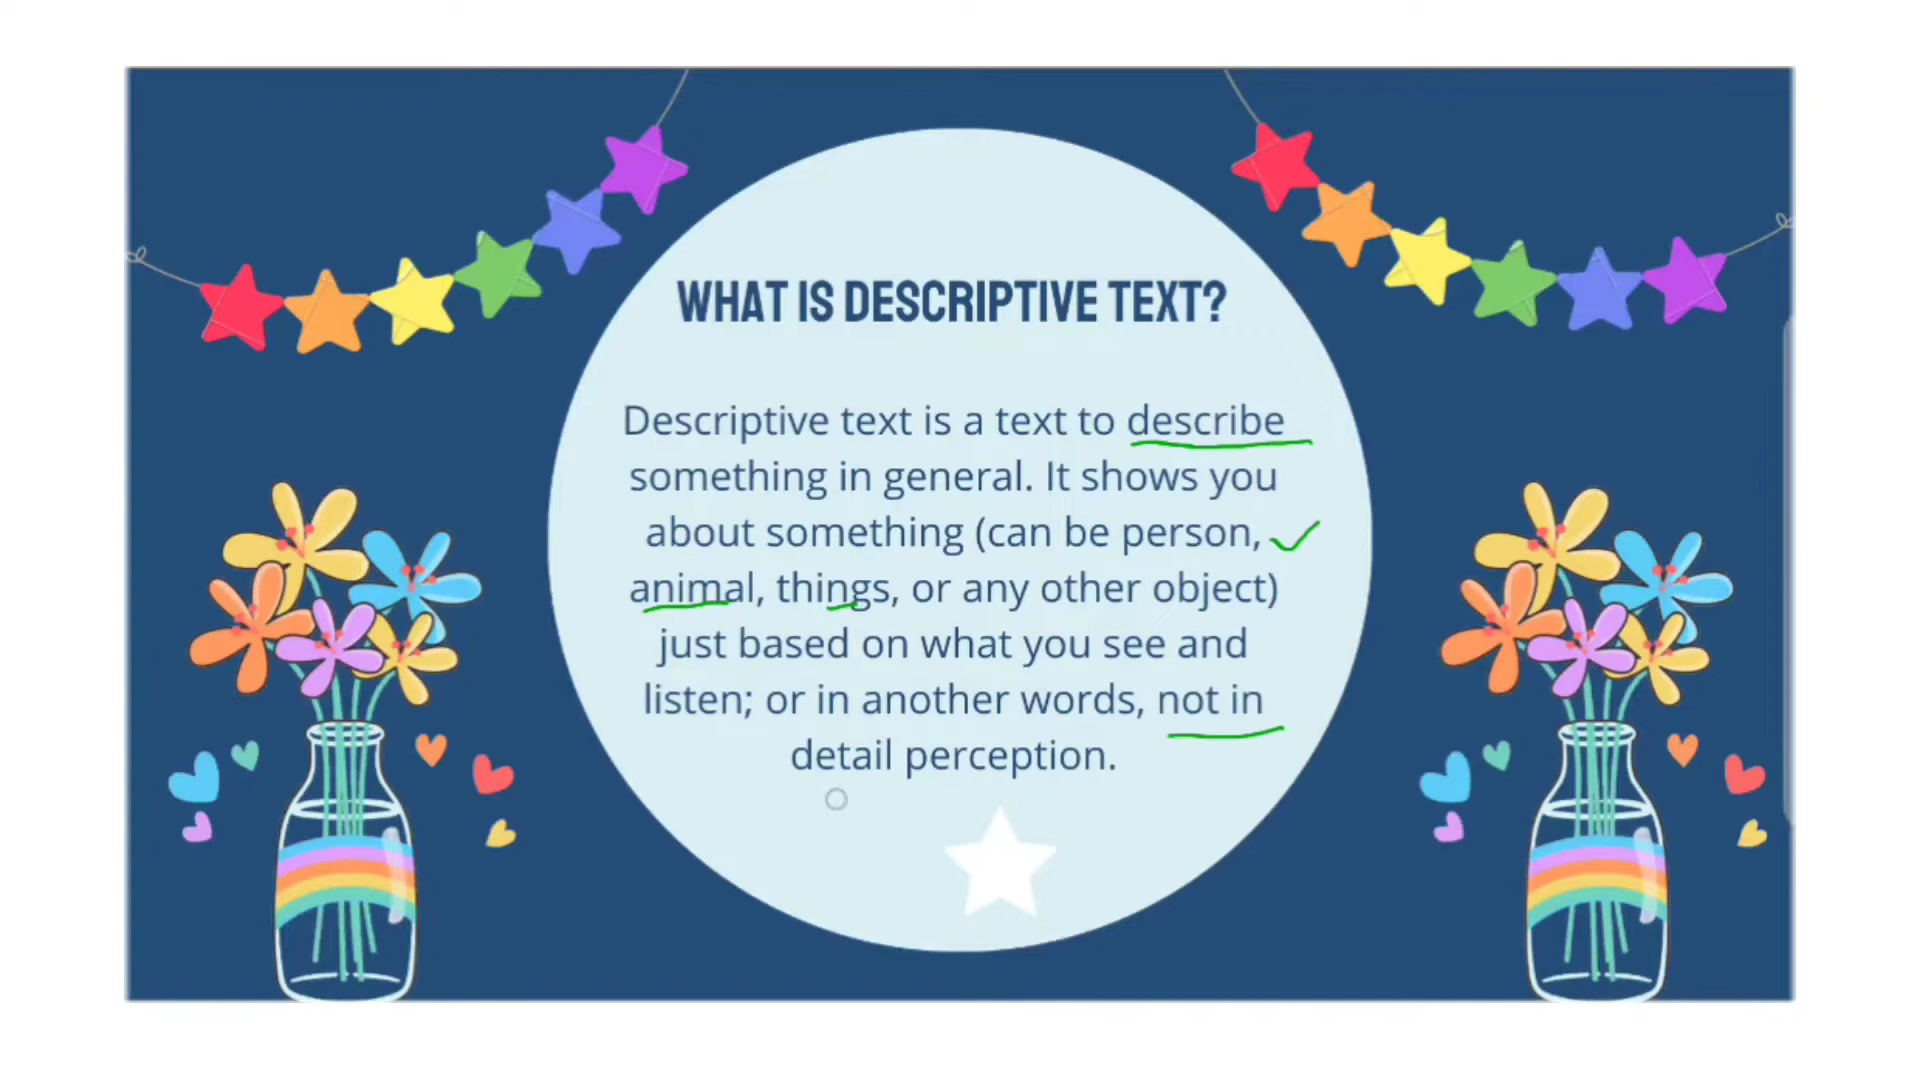 WHAT IS DESCRIPTIVE TEXT?
Descriptive text is a text to describe
something in general. It shows you
about something (can be person,
animal, things, or any other object)
just based on what you see and
listen; or in another words, not in
detail perception.